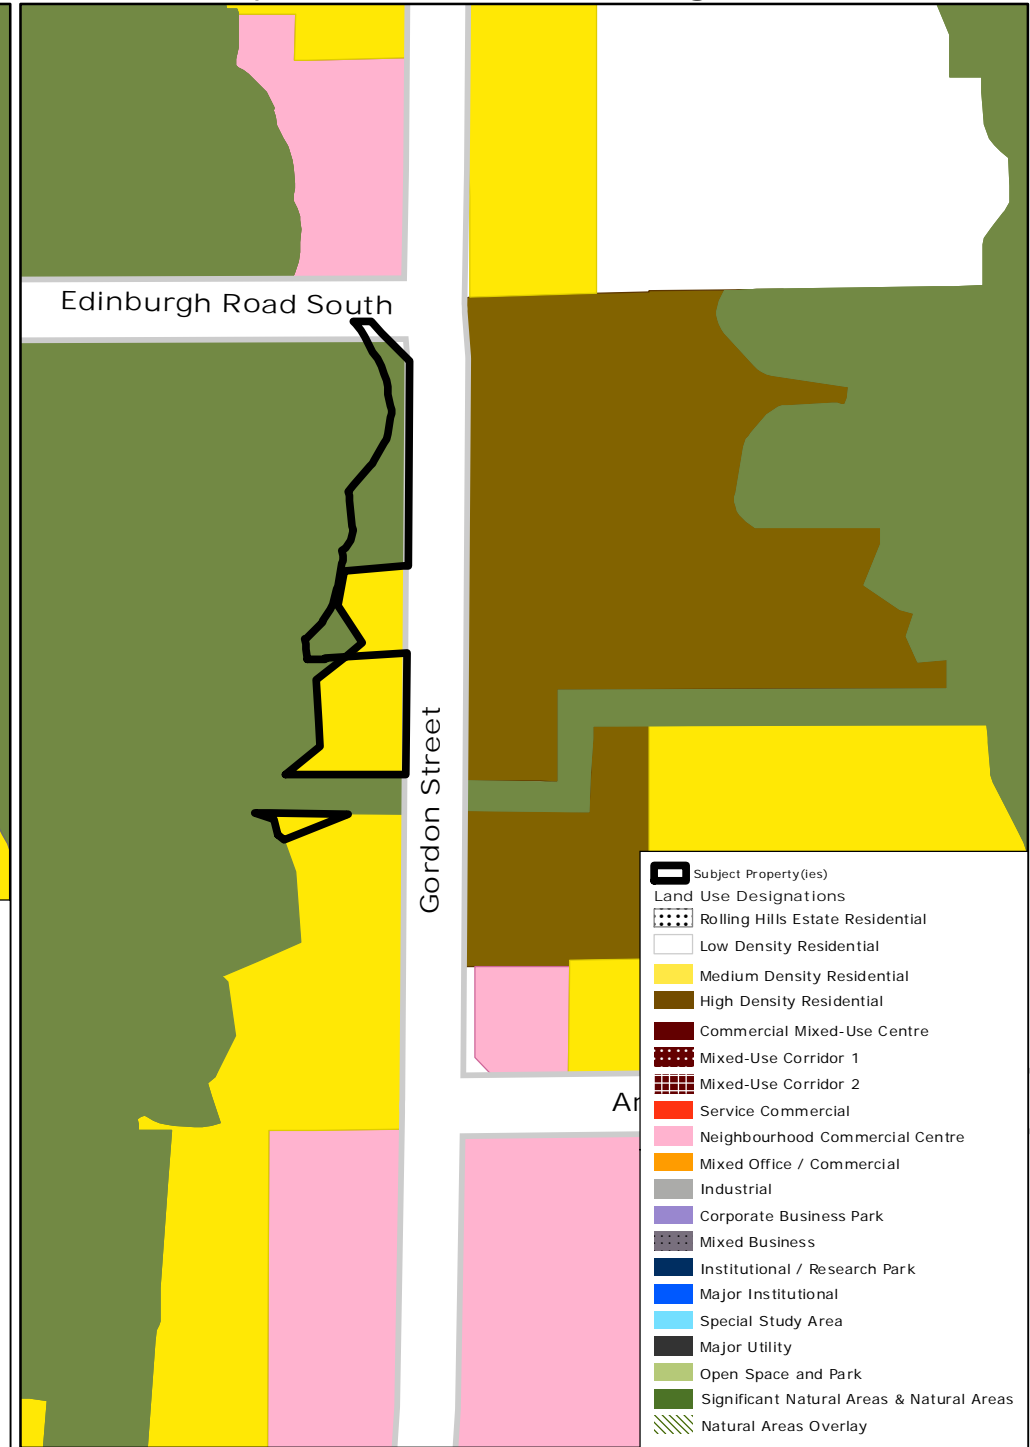 Edinburgh Road South
Gordon Street
Subject Property(ies)
Land Use Designations
Rolling Hills Estate Residential
Low Density Residential
Medium Density Residential
High Density Residential
Commercial Mixed-Use Centre
Mixed-Use Corridor 1
Mixed-Use Corridor 2
Service Commercial
Ar
Neighbourhood Commercial Centre
Mixed Office / Commercial
Industrial
Corporate Business Park
Mixed Business
Institutional / Research Park
Major Institutional
Special Study Area
Major Utility
Open Space and Park
Significant Natural Areas & Natural Areas
Natural Areas Overlay